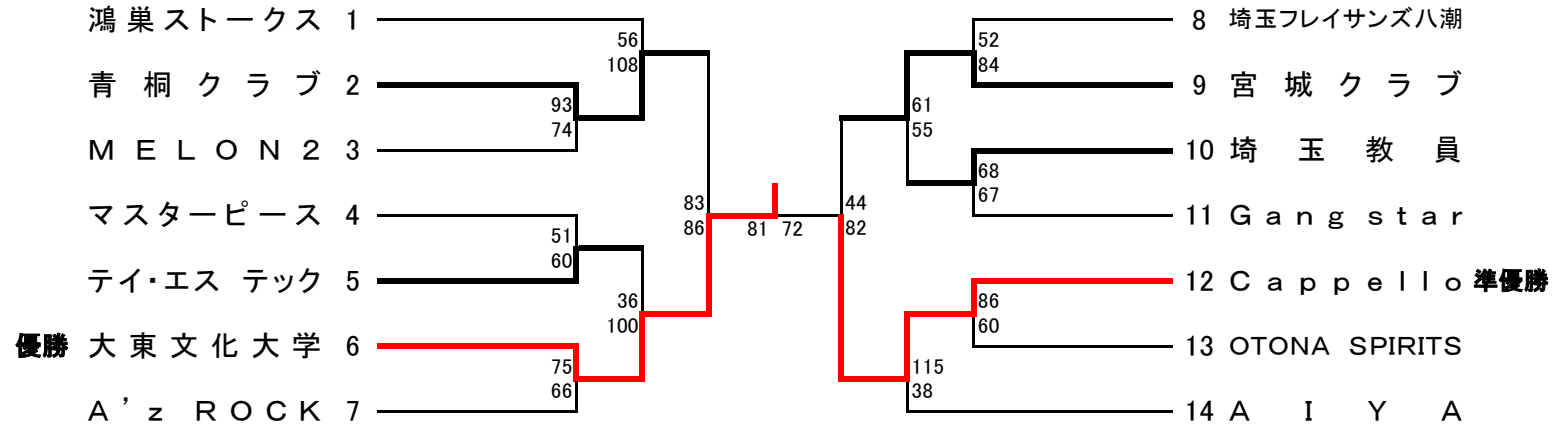 鴻巣ストークス 1
56
108
青桐クラブ 2
93
74
MELON2 3
マスターピース 4
51
60
テイ・エス テック 5
36
100
優勝 大東文化大学 6
75
66
A'z ROCK 7
83
86
81 72
44
82
8 埼玉フレイサンズ八潮
52
84
9 宮城クラブ
61
55
10 埼玉教員
68
67
11 Gangstar
12 Cappello 準優勝
86
60
13 OTONA SPIRITS
115
38
14 AIYA